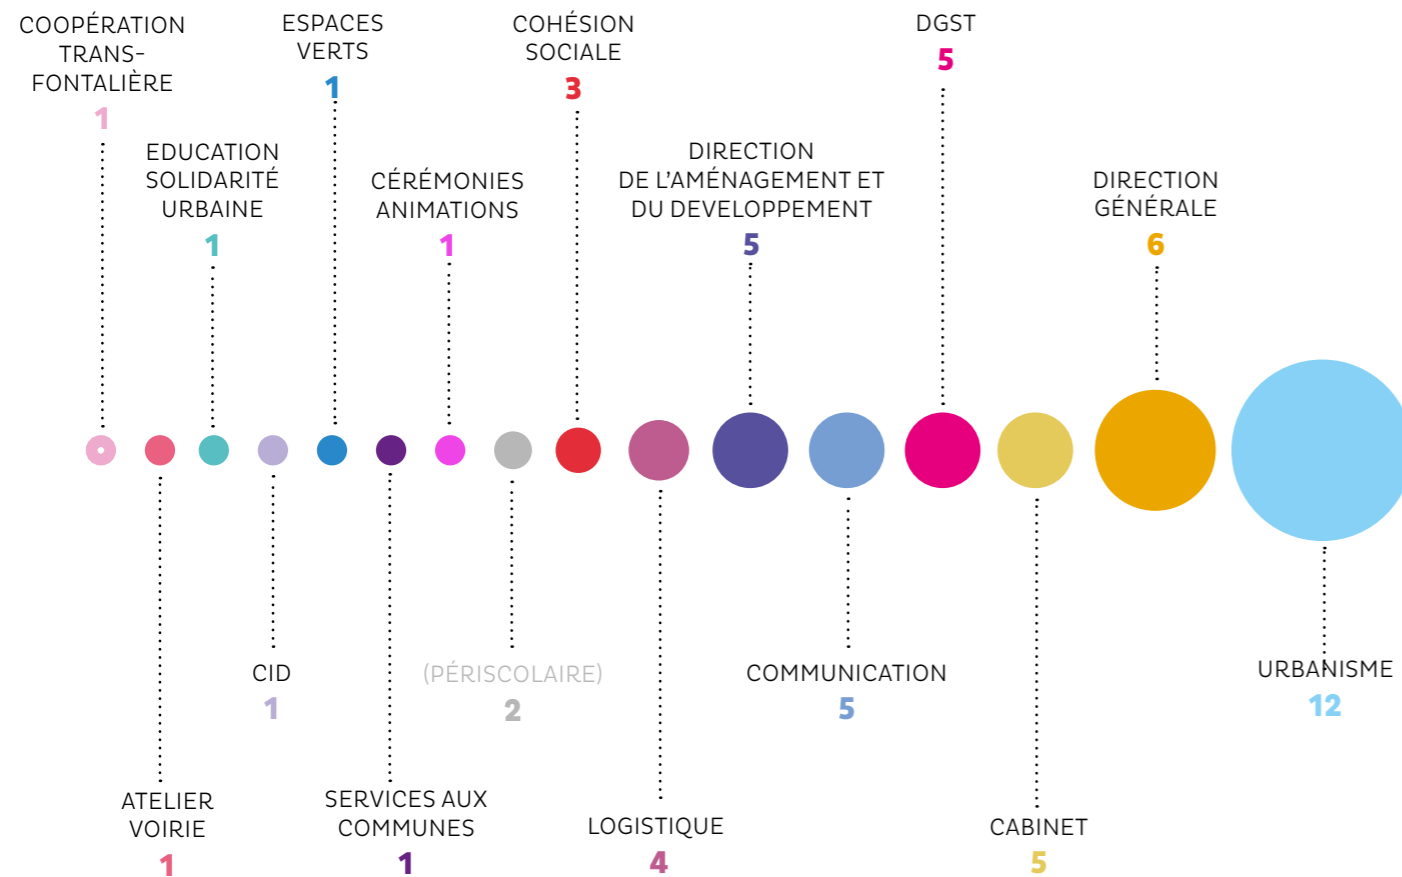 COOPÉRATION
TRANS-
FONTALIÈRE
1
ESPACES
VERTS
1
COHÉSION
SOCIALE
3
DGST
5
EDUCATION
SOLIDARITÉ
URBAINE
1
CÉRÉMONIES
ANIMATIONS
1
DIRECTION
DE L'AMÉNAGEMENT ET
DU DEVELOPPEMENT
5
DIRECTION
GÉNÉRALE
6
CID
1
(PÉRISCOLAIRE)
2
COMMUNICATION
5
URBANISME
12
ATELIER
VOIRIE
1
SERVICES AUX
COMMUNES
1
LOGISTIQUE
4
CABINET
5